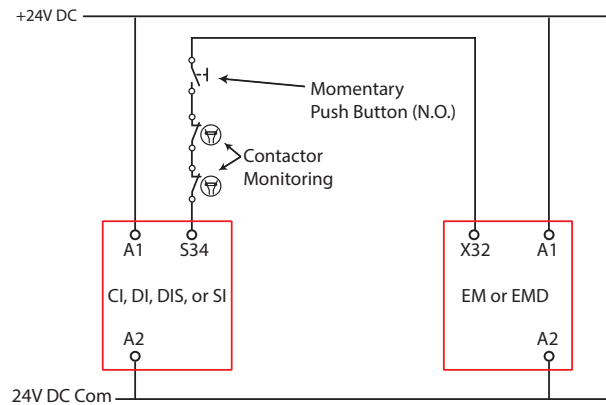 +24V DC
Momentary
Push Button (N.O.)
Contactor
Monitoring
A1 S34
X32 A1
CI, DI, DIS, or SI
EM or EMD
A2
A2
24V DC Com